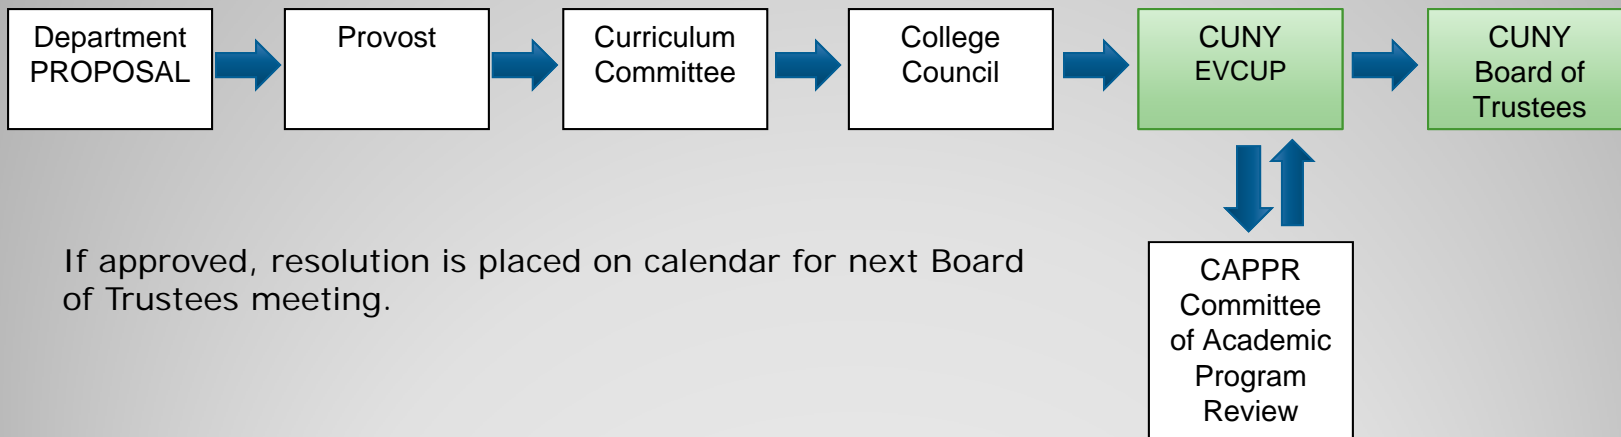 Department
PROPOSAL
Provost
Curriculum
Committee
College
Council
CUNY
EVCUP
CUNY
Board of
Trustees
If approved, resolution is placed on calendar for next Board
of Trustees meeting.
CAPPR
Committee
of Academic
Program
Review